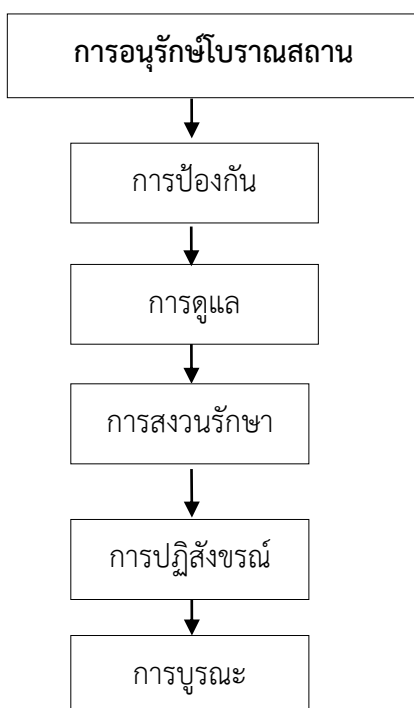 การอนุรักษ์โบราณสถาน
การป้องกัน
การดูแล
การสงวนรักษา
การปฏิสังขรณ์
การบูรณะ